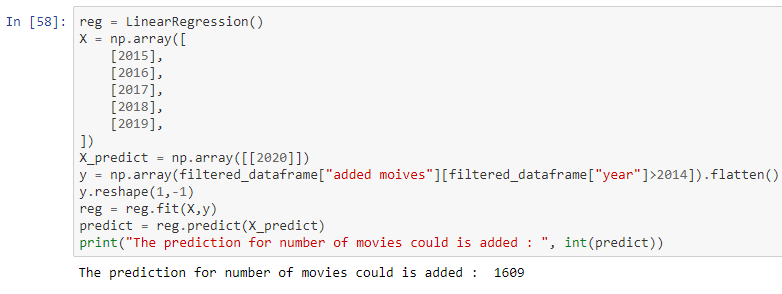 In [58]: reg = LinearRegression()
X = np.array([
    [2015],
    [2016],
    [2017],
    [2018],
    [2019],
])
X_predict = np.array([[2020]])
y = np.array(filtered_dataframe["added moives"][filtered_dataframe["year"]>2014]).flatten()
y.reshape(1,-1)
reg = reg.fit(X,y)
predict = reg.predict(X_predict)
print("The prediction for number of movies could is added : ", int(predict))
The prediction for number of movies could is added :  1609